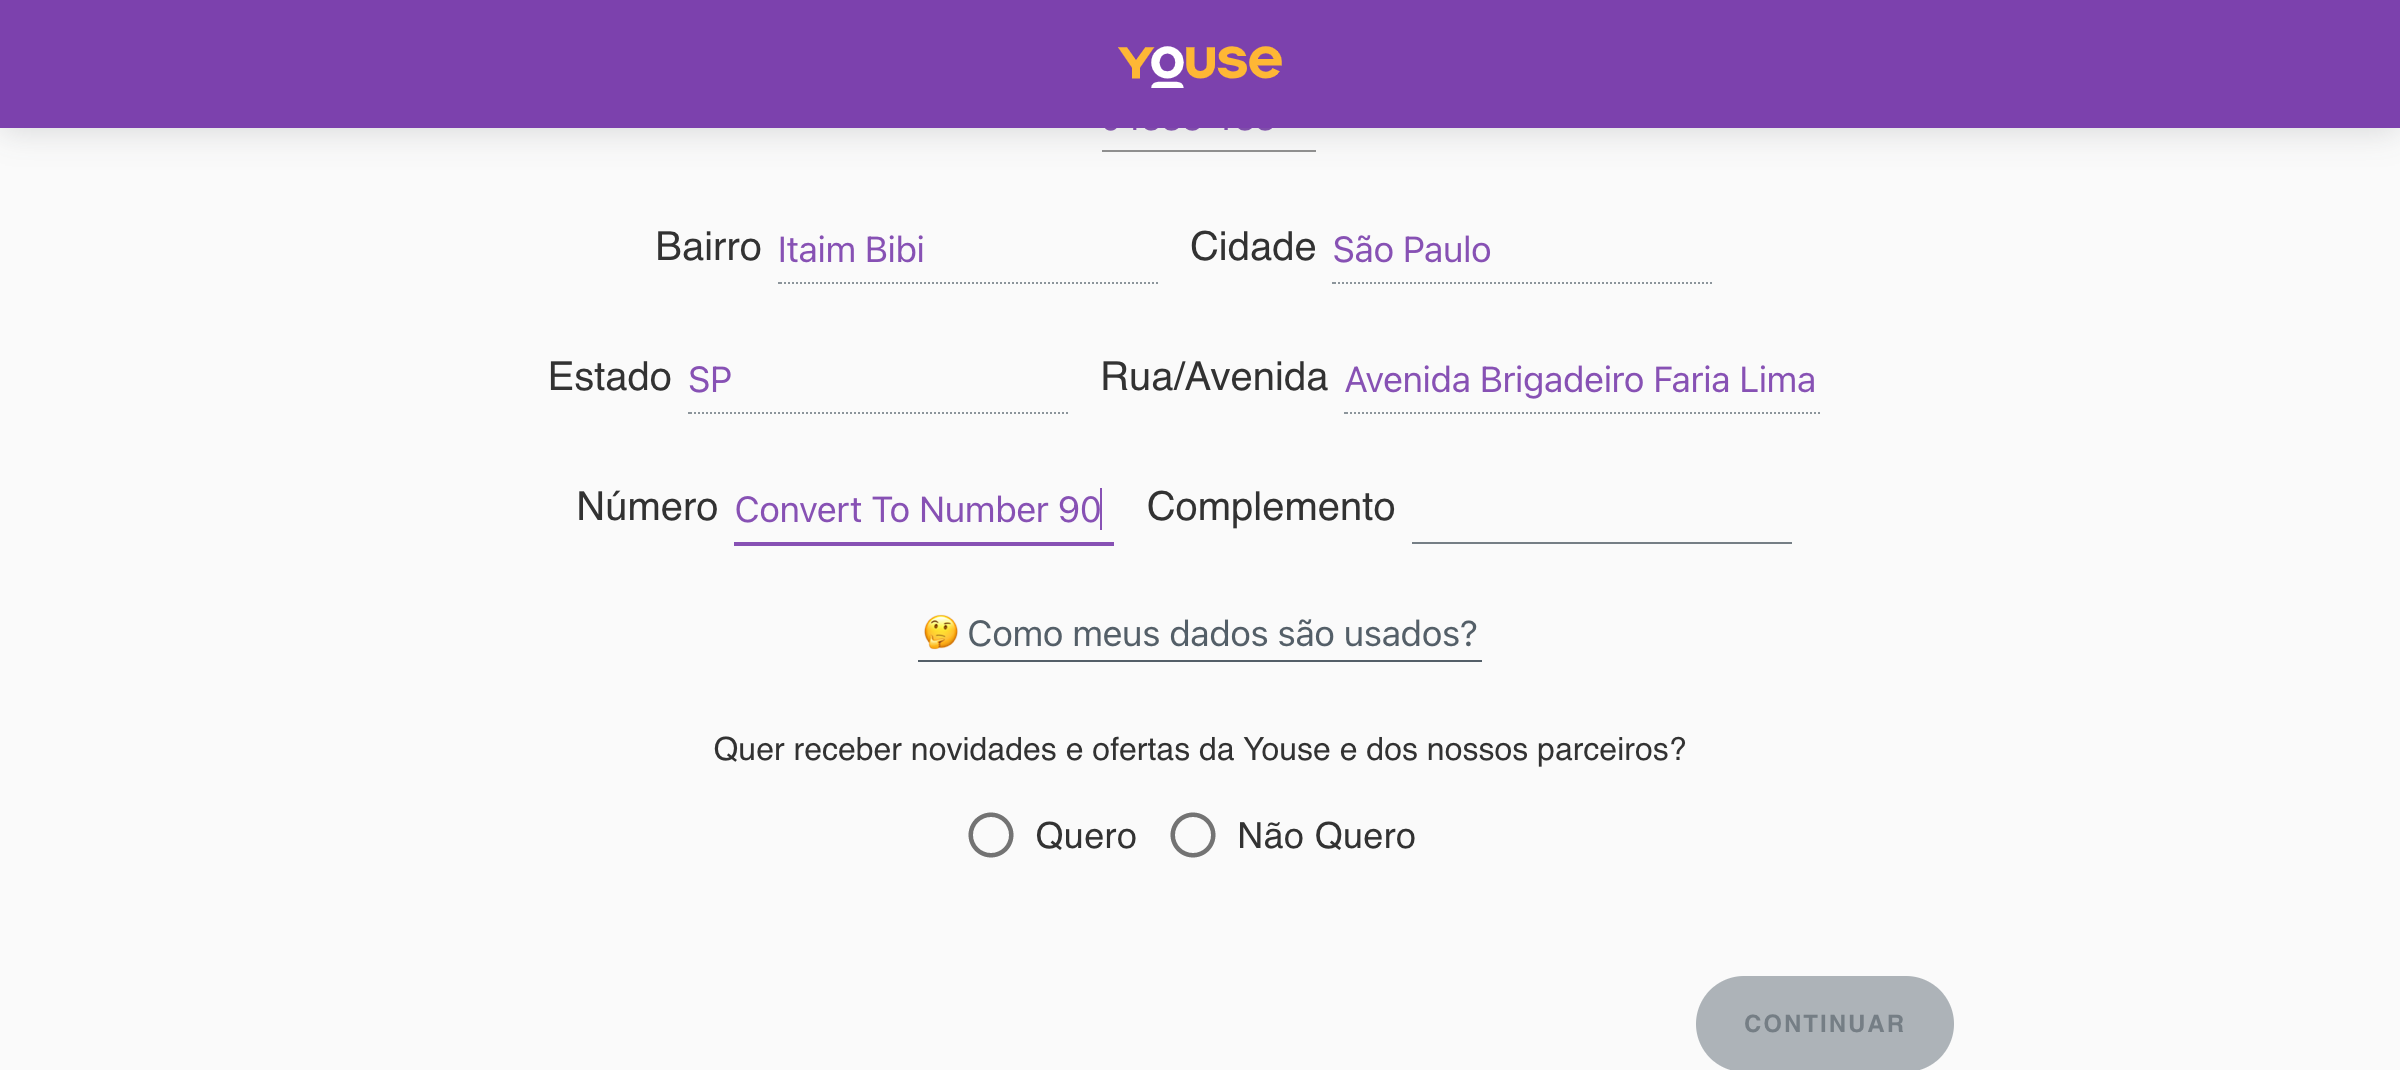 Youse
Bairro Itaim Bibi Cidade São Paulo
Estado SP Rua/Avenida Avenida Brigadeiro Faria Lima
Número Convert To Number 90 Complemento
🤔 Como meus dados são usados?
Quer receber novidades e ofertas da Youse e dos nossos parceiros?
Quero Não Quero
CONTINUAR